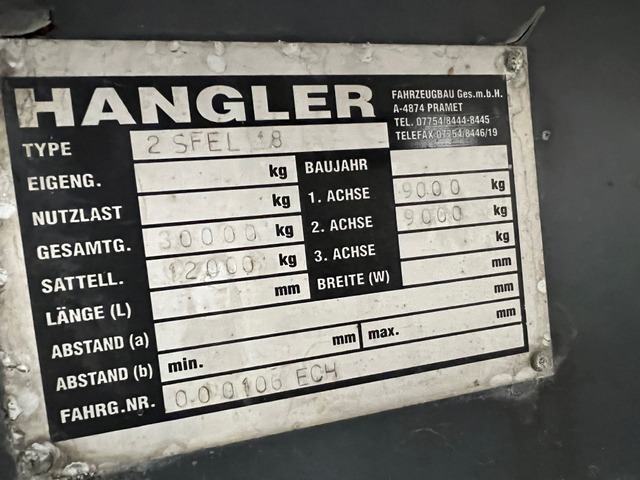 HANGLER
FAHRZEUGBAU Ges.m.b.H.
A-4874 PRAMET
TEL. 07754/8444-8445
TELEFAX 07754/8446/19
TYPE 2 SFEL 18
EIGENG. kg BAUJAHR
NUTZLAST kg 1. ACHSE 9000 kg
GESAMTG. 30000 kg 2. ACHSE 9000 kg
SATTELL. 12000 kg 3. ACHSE kg
LÄNGE (L) mm BREITE (W) mm
ABSTAND (a) mm
ABSTAND (b) min. mm max. mm
FAHRG.NR. 000106 ECH